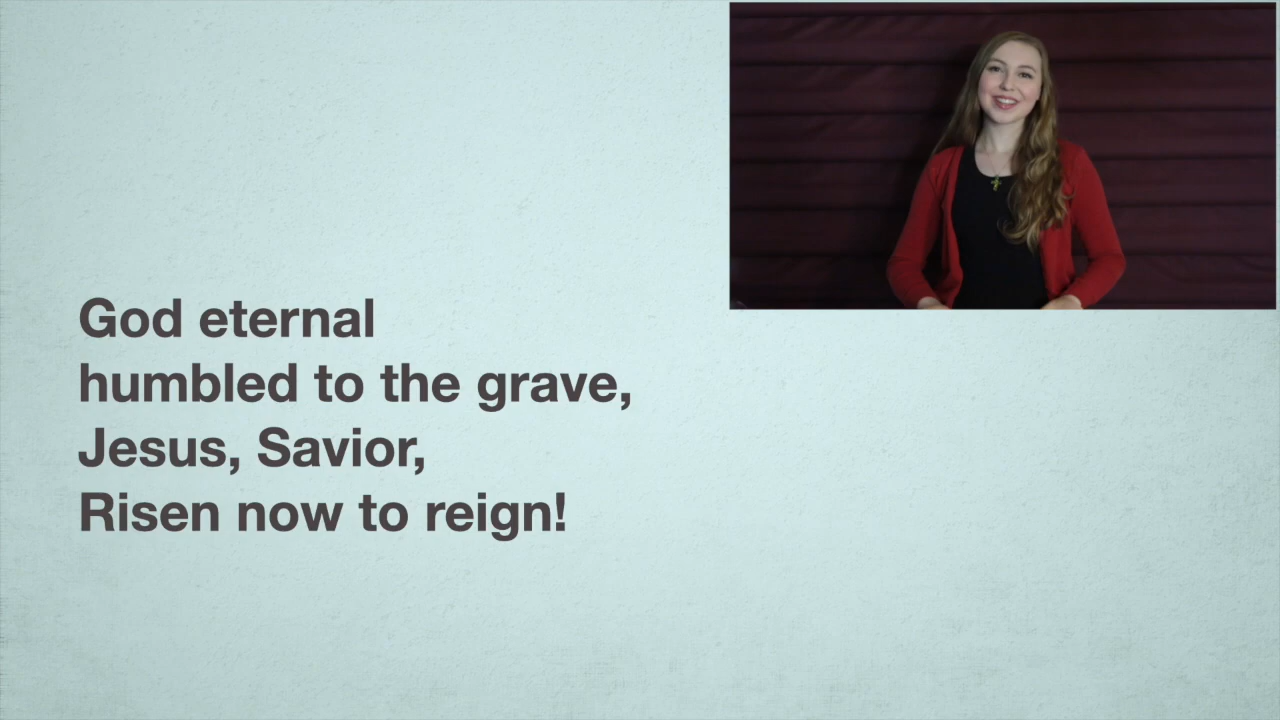 God eternal
humbled to the grave,
Jesus, Savior,
Risen now to reign!